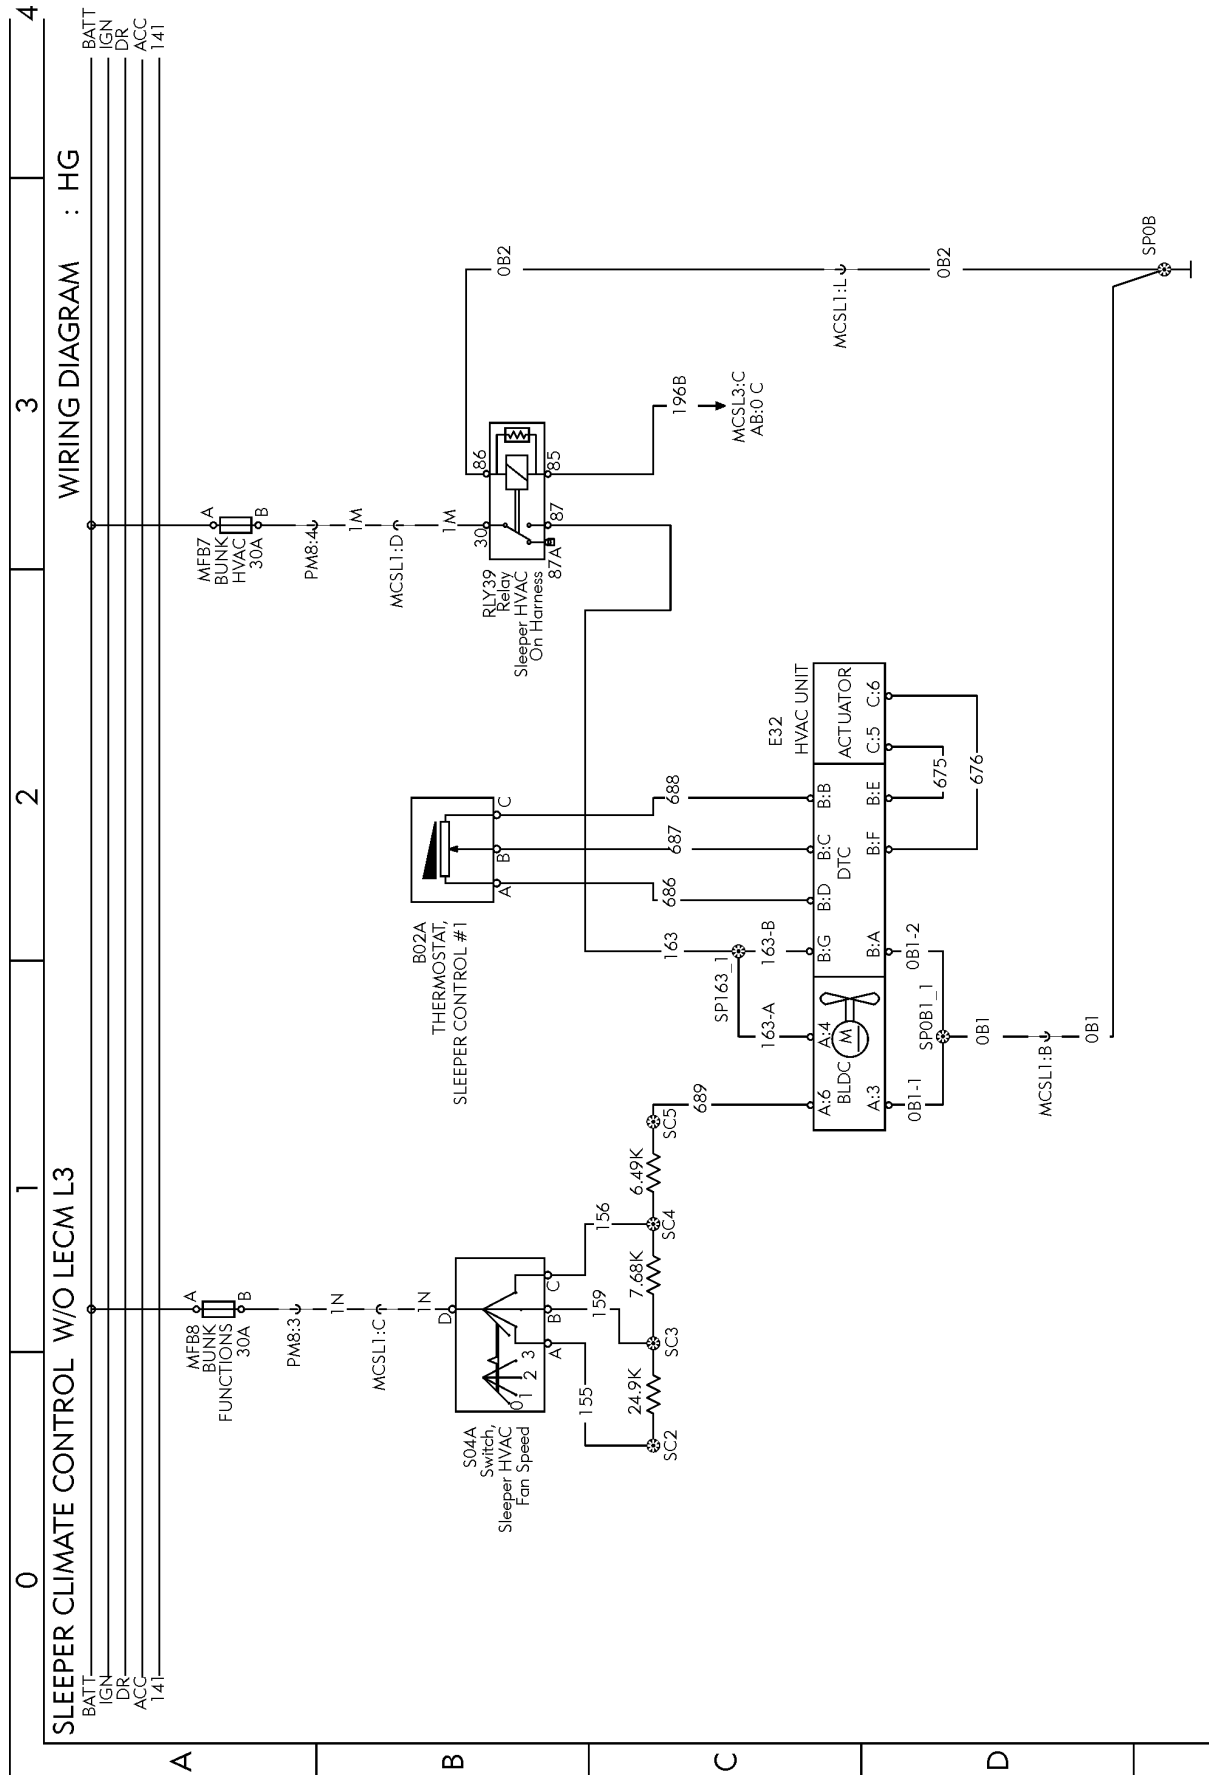 0
1
2
3
4
SLEEPER CLIMATE CONTROL W/O LECM L3
WIRING DIAGRAM : HG
BATT
IGN
DR
ACC
141
BATT
IGN
DR
ACC
141
A
B
C
D
A
MFB8
BUNK
FUNCTIONS
30A
B
PM8:3
1N
MCSL1:C
1N
D
S04A
Switch,
Sleeper HVAC
Fan Speed
0
1
2
3
A
B
C
155
159
156
24.9K
7.68K
6.49K
SC2
SC3
SC4
SC5
689
A
MFB7
BUNK
HVAC
30A
B
PM8:4
1M
MCSL1:D
1M
30
86
RLY39
Relay
Sleeper HVAC
On Harness
87A
87
85
0B2
196B
MCSL3:C
AB:0 C
MCSL1:L
0B2
SP0B
B02A
THERMOSTAT,
SLEEPER CONTROL #1
A
B
C
163
686
687
688
SP163_1
163-A
163-B
E32
HVAC UNIT
A:6
A:4
B:G
B:D
B:C
B:B
BLDC
M
DTC
ACTUATOR
A:3
B:A
B:F
B:E
C:5
C:6
0B1-1
SP0B1_1
0B1-2
675
676
0B1
MCSL1:B
0B1